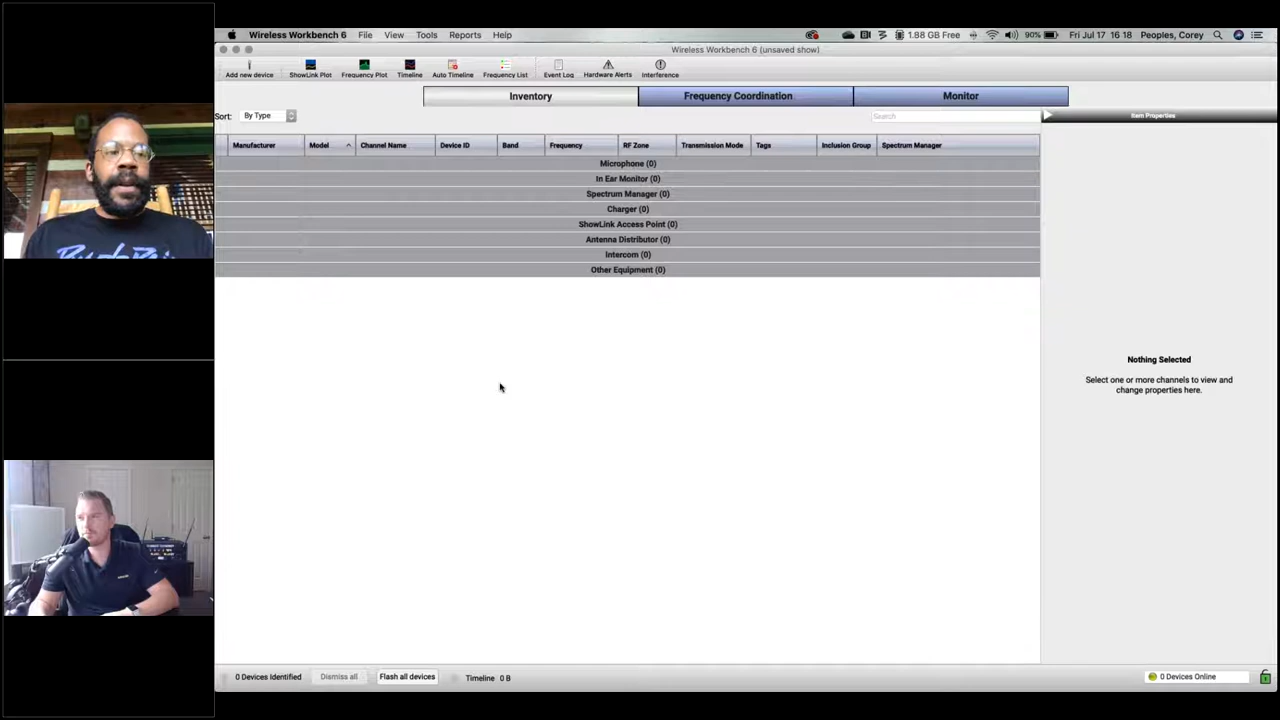 Wireless Workbench 6 File View Tools Reports Help 1.88 GB Free 90% Fri Jul 17 16 18 Peoples, Corey
Wireless Workbench 6 (unsaved show)
Add new device ShowLink Plot Frequency Plot Timeline Auto Timeline Frequency List Event Log Hardware Alerts Interference
Inventory Frequency Coordination Monitor
Sort: By Type Search Item Properties
Manufacturer Model Channel Name Device ID Band Frequency RF Zone Transmission Mode Tags Inclusion Group Spectrum Manager
Microphone (0)
In Ear Monitor (0)
Spectrum Manager (0)
Charger (0)
ShowLink Access Point (0)
Antenna Distributor (0)
Intercom (0)
Other Equipment (0)
Nothing Selected
Select one or more channels to view and
change properties here.
0 Devices Identified Dismiss all Flash all devices Timeline 0 B 0 Devices Online